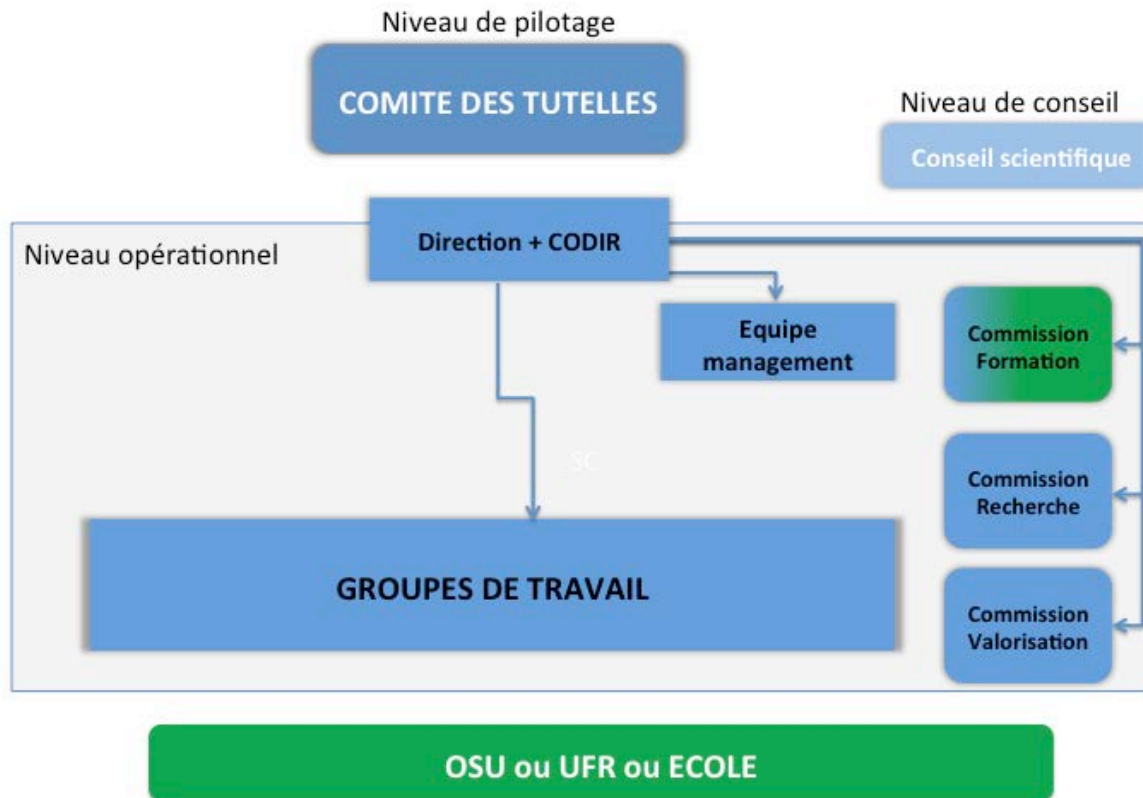 Niveau de pilotage
COMITE DES TUTELLES
Niveau de conseil
Conseil scientifique
Direction + CODIR
Niveau opérationnel
Equipe
management
Commission
Formation
SC
Commission
Recherche
GROUPES DE TRAVAIL
Commission
Valorisation
OSU ou UFR ou ECOLE